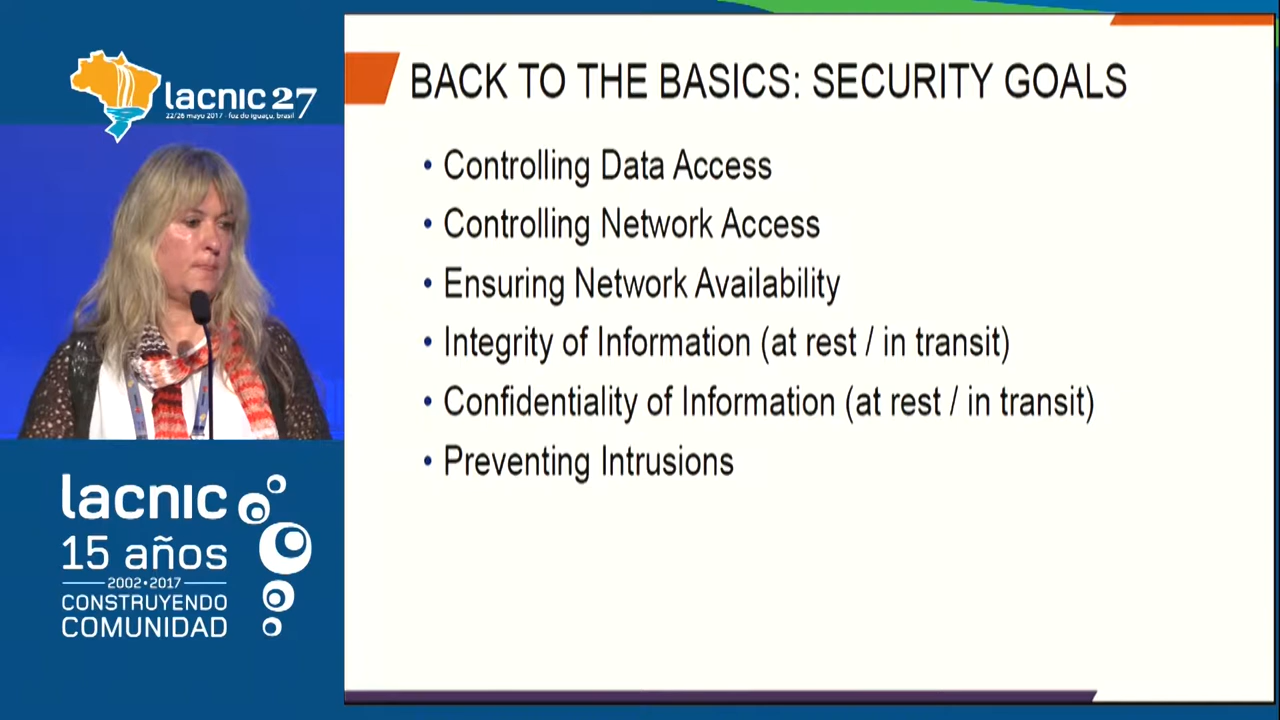 lacnic 27
22/26 mayo 2017 - foz do iguaçu, brasil
lacnic
15 años
2002•2017
CONSTRUYENDO
COMUNIDAD
BACK TO THE BASICS: SECURITY GOALS
• Controlling Data Access
• Controlling Network Access
• Ensuring Network Availability
• Integrity of Information (at rest / in transit)
• Confidentiality of Information (at rest / in transit)
• Preventing Intrusions